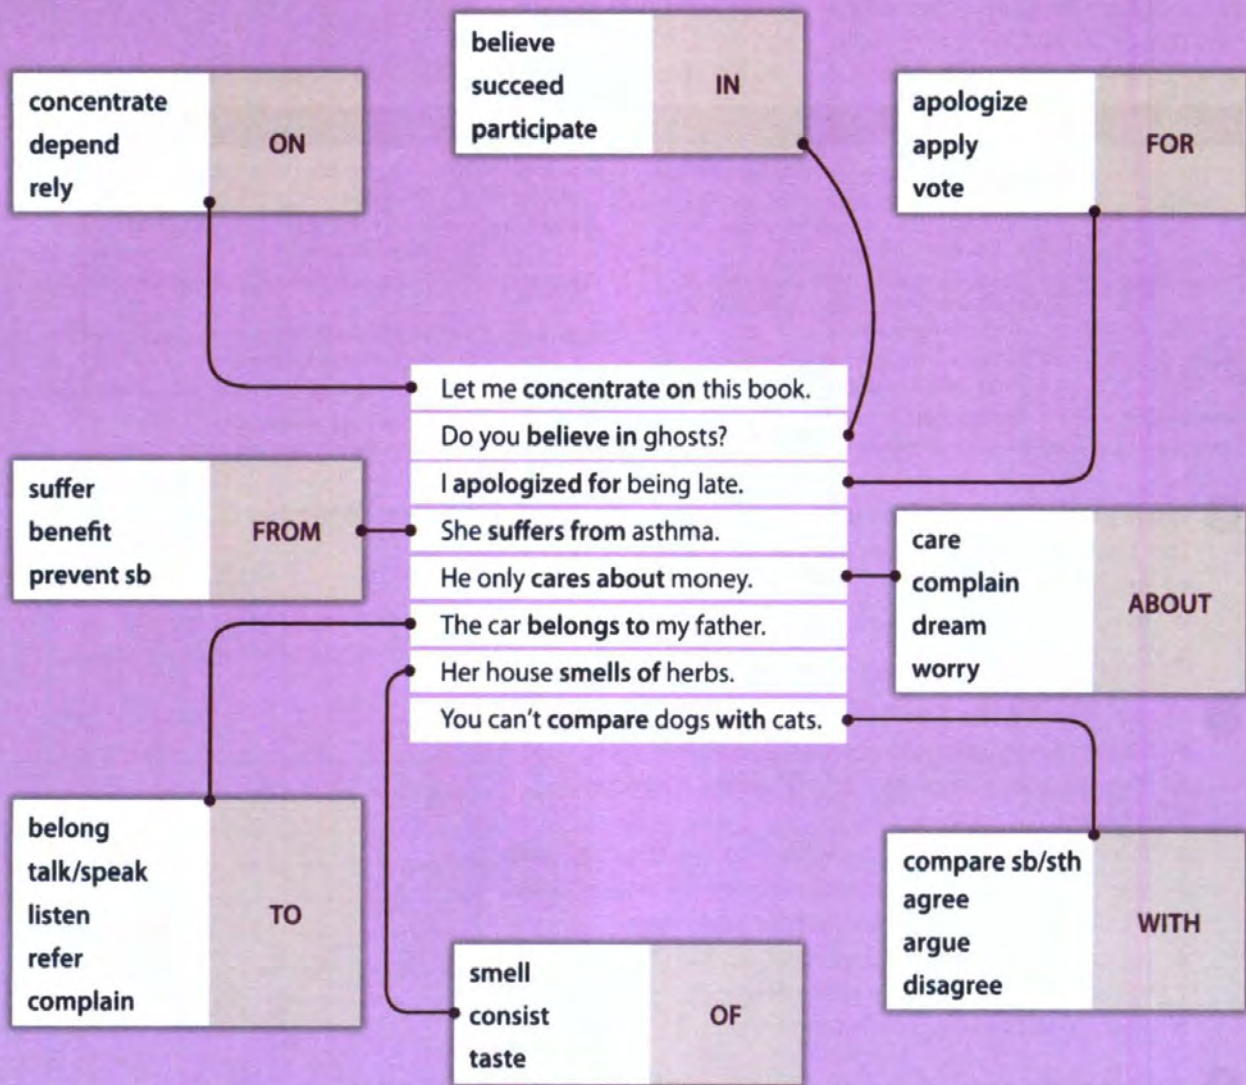 believe
succeed
participate
IN
concentrate
depend
rely
ON
apologize
apply
vote
FOR
Let me concentrate on this book.
Do you believe in ghosts?
I apologized for being late.
She suffers from asthma.
He only cares about money.
The car belongs to my father.
Her house smells of herbs.
You can't compare dogs with cats.
suffer
benefit
prevent sb
FROM
care
complain
dream
worry
ABOUT
belong
talk/speak
listen
refer
complain
TO
smell
consist
taste
OF
compare sb/sth
agree
argue
disagree
WITH